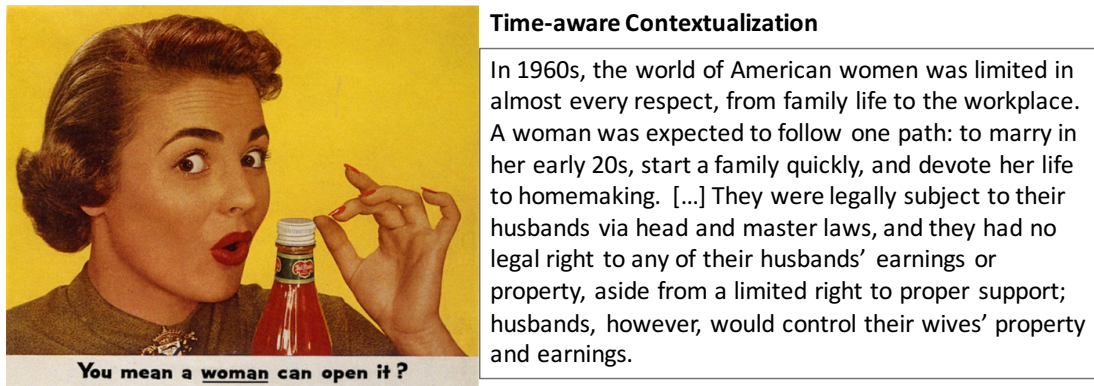 You mean a woman can open it?
Time-aware Contextualization
In 1960s, the world of American women was limited in
almost every respect, from family life to the workplace.
A woman was expected to follow one path: to marry in
her early 20s, start a family quickly, and devote her life
to homemaking. […] They were legally subject to their
husbands via head and master laws, and they had no
legal right to any of their husbands’ earnings or
property, aside from a limited right to proper support;
husbands, however, would control their wives’ property
and earnings.